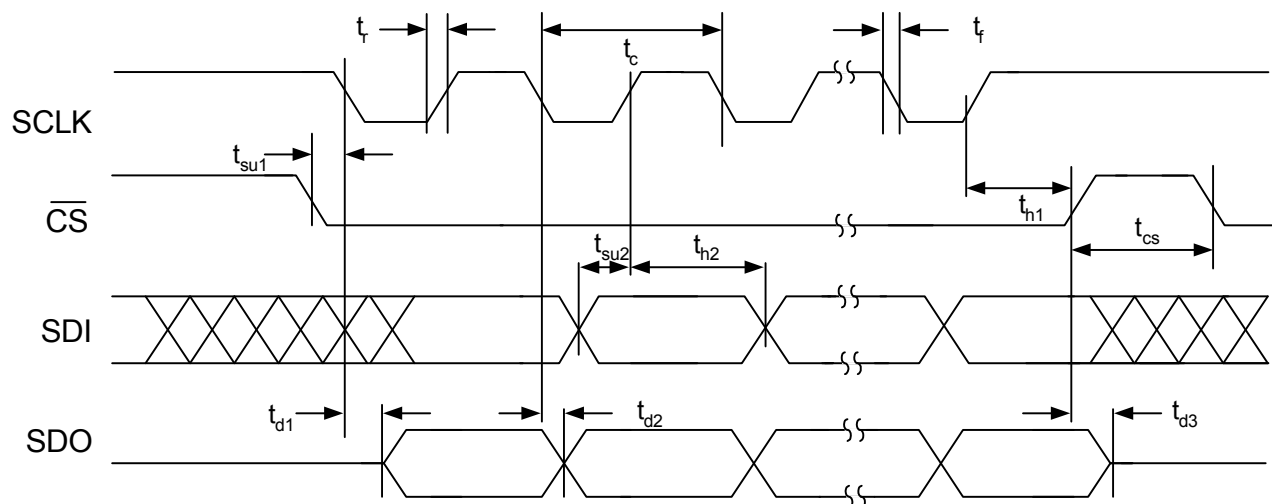 tr
tf
tc
SCLK
tsu1
CS
th1
tcs
tsu2
th2
SDI
td1
td2
td3
SDO